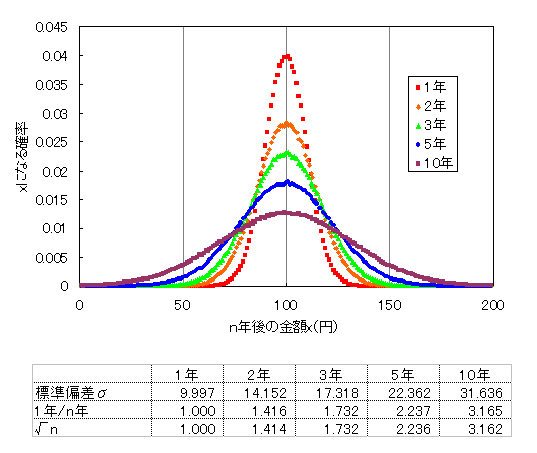 0.045
0.04
0.035
0.03
0.025
0.02
0.015
0.01
0.005
0
xになる確率
0 50 100 150 200
n年後の金額x(円)
1年
2年
3年
5年
10年
1年 2年 3年 5年 10年
標準偏差σ 9.997 14.152 17.318 22.362 31.636
1年/n年 1.000 1.416 1.732 2.237 3.165
√n 1.000 1.414 1.732 2.236 3.162